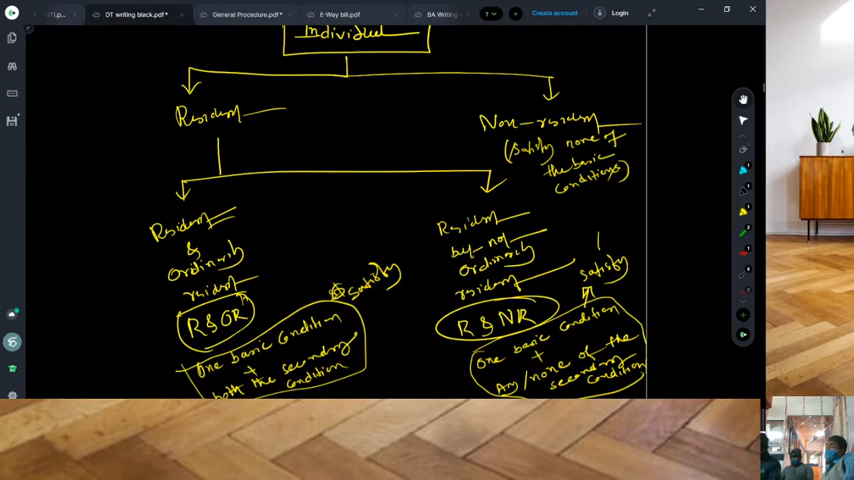 DT writing black.pdf*
General Procedure.pdf*
E-Way bill.pdf
BA Writing
7
Create account
Login
Individual
Resident
Non-resident
(satisfy none of
the basic
conditions)
Resident
&
Ordinarily
resident
R&OR
satisfy
One basic condition
+
both the secondary
condition
Resident
but not
Ordinarily
resident
R & NR
satisfy
One basic condition
+
Any/none of the
secondary
condition